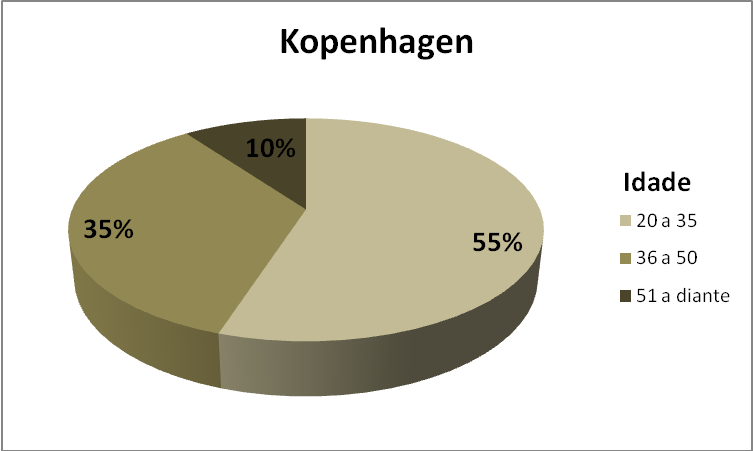 Kopenhagen
10%
35%
55%
Idade
20 a 35
36 a 50
51 a diante